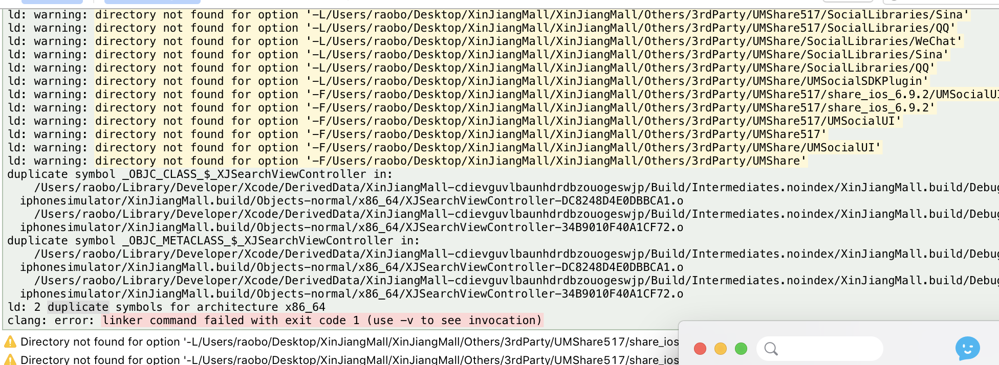 ld: warning: directory not found for option '-L/Users/raobo/Desktop/XinJiangMall/XinJiangMall/Others/3rdParty/UMShare517/SocialLibraries/Sina'
ld: warning: directory not found for option '-L/Users/raobo/Desktop/XinJiangMall/XinJiangMall/Others/3rdParty/UMShare517/SocialLibraries/QQ'
ld: warning: directory not found for option '-L/Users/raobo/Desktop/XinJiangMall/XinJiangMall/Others/3rdParty/UMShare/SocialLibraries/WeChat'
ld: warning: directory not found for option '-L/Users/raobo/Desktop/XinJiangMall/XinJiangMall/Others/3rdParty/UMShare/SocialLibraries/Sina'
ld: warning: directory not found for option '-L/Users/raobo/Desktop/XinJiangMall/XinJiangMall/Others/3rdParty/UMShare/SocialLibraries/QQ'
ld: warning: directory not found for option '-L/Users/raobo/Desktop/XinJiangMall/XinJiangMall/Others/3rdParty/UMShare/UMSocialSDKPlugin'
ld: warning: directory not found for option '-F/Users/raobo/Desktop/XinJiangMall/XinJiangMall/Others/3rdParty/UMShare517/share_ios_6.9.2/UMSocialUI
ld: warning: directory not found for option '-F/Users/raobo/Desktop/XinJiangMall/XinJiangMall/Others/3rdParty/UMShare517/share_ios_6.9.2'
ld: warning: directory not found for option '-F/Users/raobo/Desktop/XinJiangMall/XinJiangMall/Others/3rdParty/UMShare517/UMSocialUI'
ld: warning: directory not found for option '-F/Users/raobo/Desktop/XinJiangMall/XinJiangMall/Others/3rdParty/UMShare517'
ld: warning: directory not found for option '-F/Users/raobo/Desktop/XinJiangMall/XinJiangMall/Others/3rdParty/UMShare/UMSocialUI'
ld: warning: directory not found for option '-F/Users/raobo/Desktop/XinJiangMall/XinJiangMall/Others/3rdParty/UMShare'
duplicate symbol _OBJC_CLASS_$_XJSearchViewController in:
/Users/raobo/Library/Developer/Xcode/DerivedData/XinJiangMall-cdievguvlbaunhdrdbzouogeswjp/Build/Intermediates.noindex/XinJiangMall.build/Debug
iphonesimulator/XinJiangMall.build/Objects-normal/x86_64/XJSearchViewController-DC8248D4E0DBBCA1.o
/Users/raobo/Library/Developer/Xcode/DerivedData/XinJiangMall-cdievguvlbaunhdrdbzouogeswjp/Build/Intermediates.noindex/XinJiangMall.build/Debug
iphonesimulator/XinJiangMall.build/Objects-normal/x86_64/XJSearchViewController-34B9010F40A1CF72.o
duplicate symbol _OBJC_METACLASS_$_XJSearchViewController in:
/Users/raobo/Library/Developer/Xcode/DerivedData/XinJiangMall-cdievguvlbaunhdrdbzouogeswjp/Build/Intermediates.noindex/XinJiangMall.build/Debug
iphonesimulator/XinJiangMall.build/Objects-normal/x86_64/XJSearchViewController-DC8248D4E0DBBCA1.o
/Users/raobo/Library/Developer/Xcode/DerivedData/XinJiangMall-cdievguvlbaunhdrdbzouogeswjp/Build/Intermediates.noindex/XinJiangMall.build/Debug
iphonesimulator/XinJiangMall.build/Objects-normal/x86_64/XJSearchViewController-34B9010F40A1CF72.o
ld: 2 duplicate symbols for architecture x86_64
clang: error: linker command failed with exit code 1 (use -v to see invocation)
Directory not found for option '-L/Users/raobo/Desktop/XinJiangMall/XinJiangMall/Others/3rdParty/UMShare517/share_ios
Directory not found for option '-L/Users/raobo/Desktop/XinJiangMall/XinJiangMall/Others/3rdParty/UMShare517/share_ios